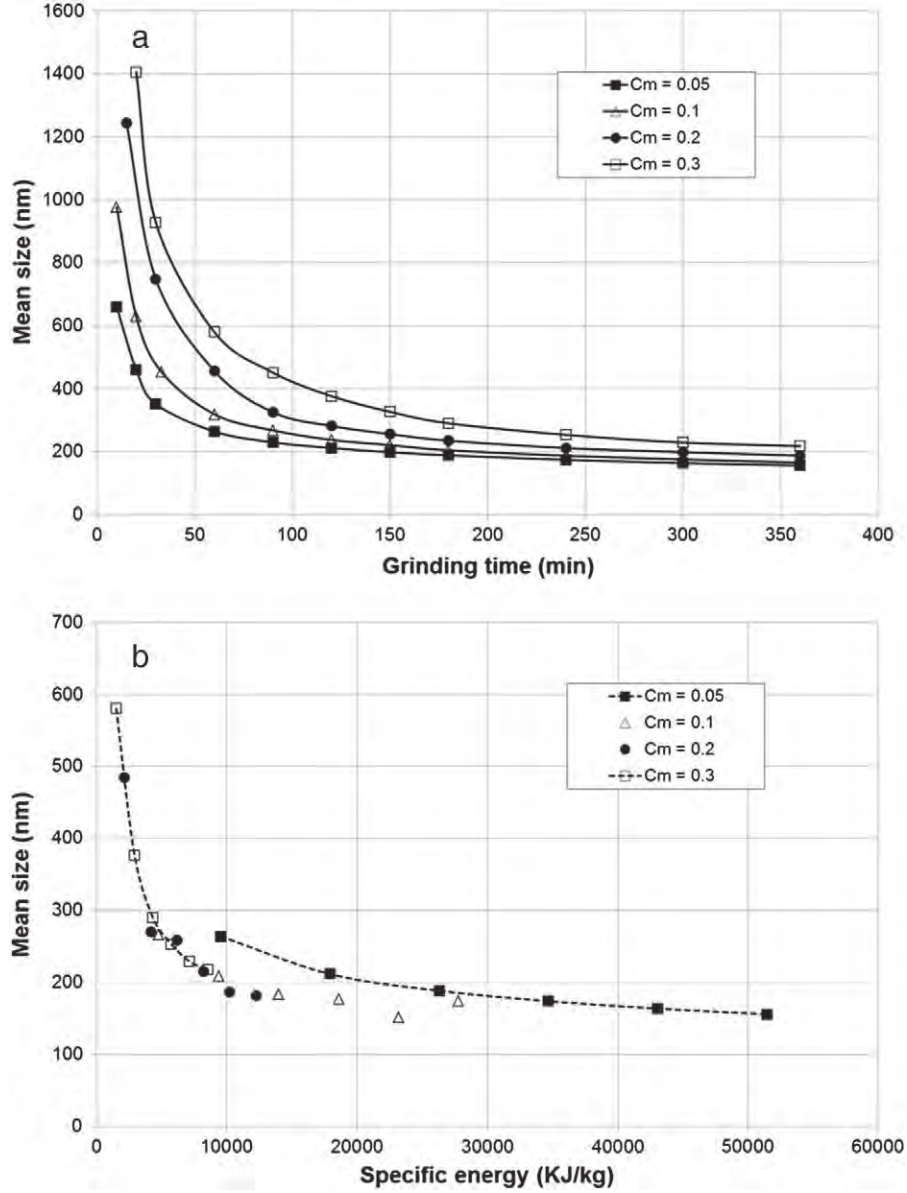 1600
a
1400
Cm = 0.05
Cm = 0.1
1200
Cm = 0.2
Cm = 0.3
1000
800
600
400
200
0
Mean size (nm)
0 50 100 150 200 250 300 350 400
Grinding time (min)
700
b
600
Cm = 0.05
Cm = 0.1
500
Cm = 0.2
Cm = 0.3
400
300
200
100
0
Mean size (nm)
0 10000 20000 30000 40000 50000 60000
Specific energy (KJ/kg)